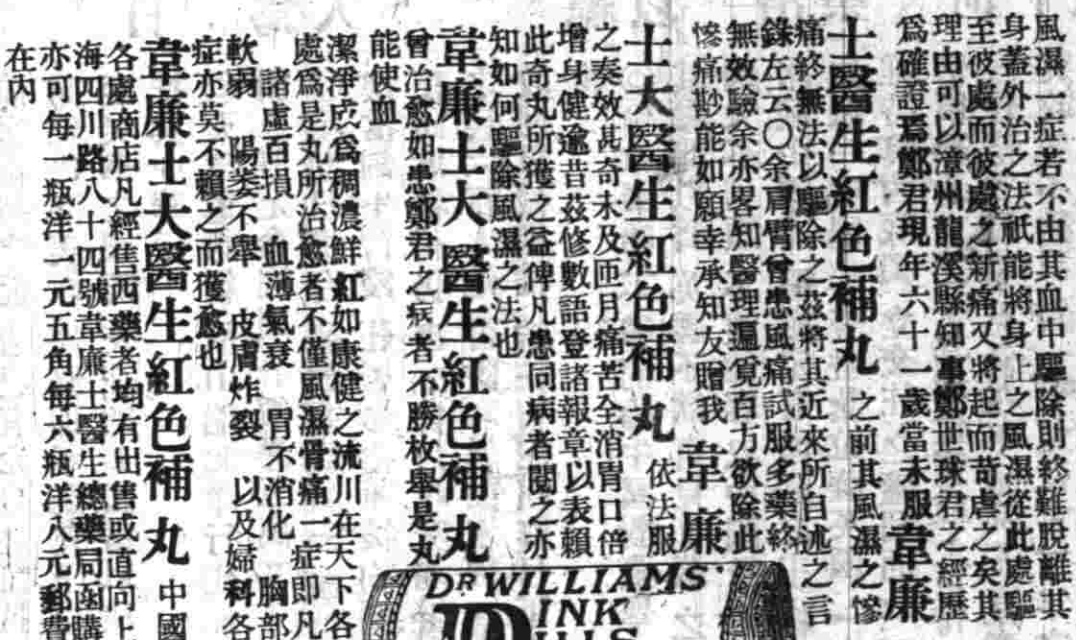 風濕一症若不由其血中驅除則終難脫離其
身蓋外治之法祇能將身上之風濕從此處驅
至彼處而彼處之新痛又將起而苛虐之矣其
理由可以漳州龍溪縣知事鄭世球君之經歷
爲確證焉鄭君現年六十一歲當未服韋廉
士醫生紅色補丸之前其風濕之慘
痛終無法以驅除之茲將其近來所自述之言
錄左云〇余肩臂曾患風痛試服多藥終
無效驗余亦畧知醫理遍覓百方欲除此
慘痛尠能如願幸承知友贈我韋廉
士大醫生紅色補丸依法服
之奏效甚奇未及匝月痛苦全消胃口倍
增身健逾昔茲修數語登諸報章以表賴
此奇丸所獲之益俾凡患同病者閱之亦
知如何驅除風濕之法也
韋廉士大醫生紅色補丸
曾治愈如患鄭君之病者不勝枚舉是丸
能使血
潔淨成爲稠濃鮮紅如康健之流川在天下各
處爲是丸所治愈者不僅風濕骨痛一症即凡
諸虛百損 血薄氣衰 胃不消化 胸部
軟弱 陽萎不舉 皮膚炸裂 以及婦科各
症亦莫不賴之而獲愈也
韋廉士大醫生紅色補丸中國
各處商店凡經售西藥者均有出售或直向上
海四川路八十四號韋廉士醫生總藥局函購
亦可每一瓶洋一元五角每六瓶洋八元郵費
在內
DR WILLIAMS'
PINK
PILLS